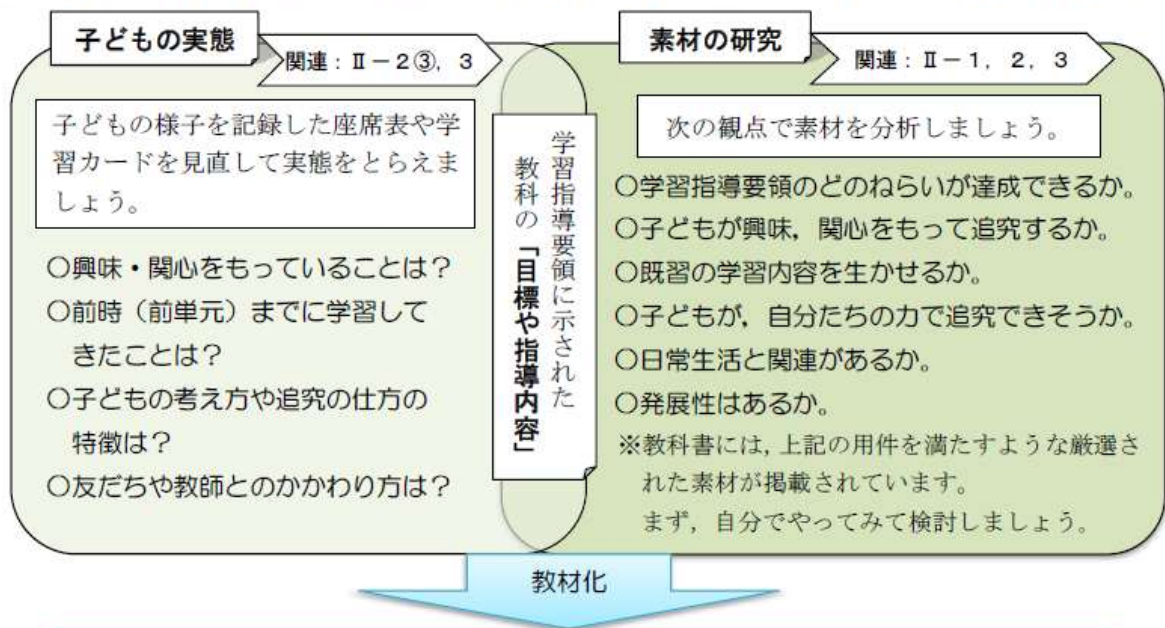 子どもの実態
関連：Ⅱ－２③，３
子どもの様子を記録した座席表や学
習カードを見直して実態をとらえま
しょう。
○興味・関心をもっていることは？
○前時（前単元）までに学習して
きたことは？
○子どもの考え方や追究の仕方の
特徴は？
○友だちや教師とのかかわり方は？
学習指導要領に示された
教科の「目標や指導内容」
素材の研究
関連：Ⅱ－１，２，３
次の観点で素材を分析しましょう。
○学習指導要領のどのねらいが達成できるか。
○子どもが興味，関心をもって追究するか。
○既習の学習内容を生かせるか。
○子どもが，自分たちの力で追究できそうか。
○日常生活と関連があるか。
○発展性はあるか。
※教科書には，上記の用件を満たすような厳選さ
れた素材が掲載されています。
まず，自分でやってみて検討しましょう。
教材化